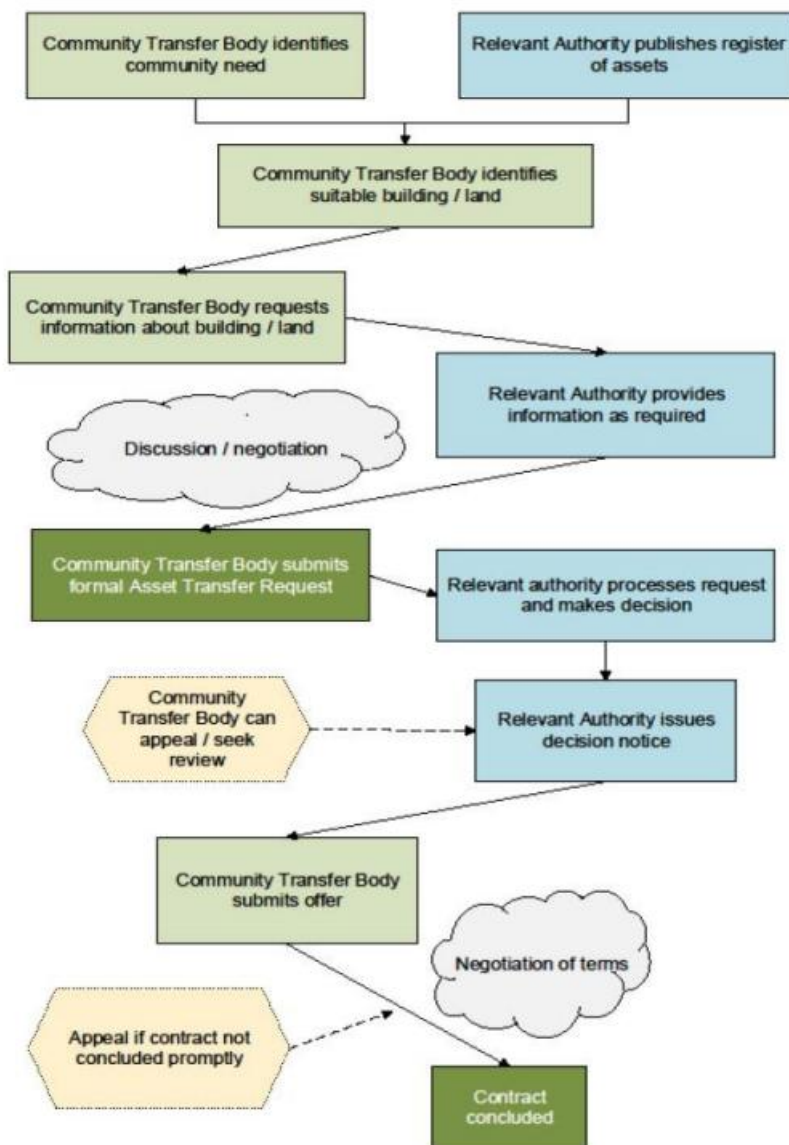 Community Transfer Body identifies
community need
Relevant Authority publishes register
of assets
Community Transfer Body identifies
suitable building / land
Community Transfer Body requests
information about building / land
Relevant Authority provides
information as required
Discussion / negotiation
Community Transfer Body submits
formal Asset Transfer Request
Relevant authority processes request
and makes decision
Community
Transfer Body can
appeal / seek
review
Relevant Authority issues
decision notice
Community Transfer Body
submits offer
Negotiation of terms
Appeal if contract not
concluded promptly
Contract
concluded